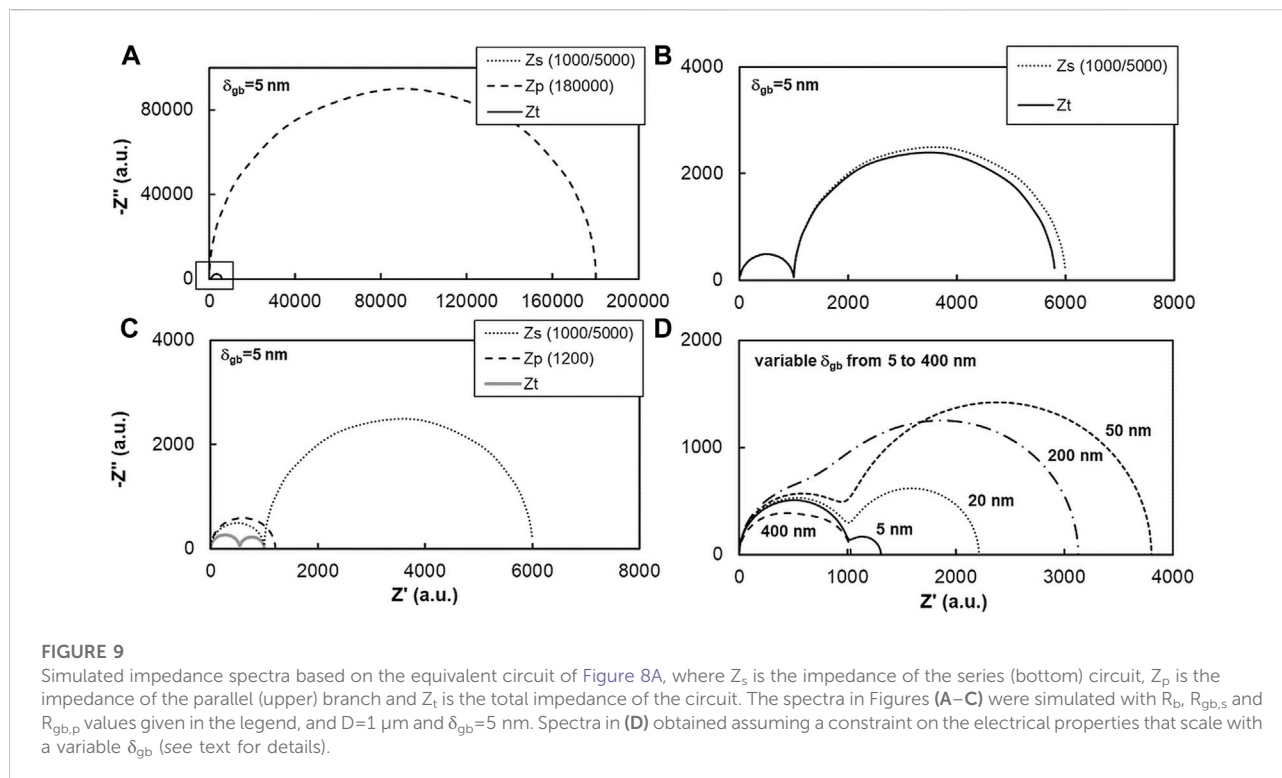 A
δgb=5 nm
Zs (1000/5000)
Zp (180000)
Zt
-Z" (a.u.)
80000
40000
0
0 40000 80000 120000 160000 200000
B
δgb=5 nm
Zs (1000/5000)
Zt
4000
2000
0
0 2000 4000 6000 8000
C
δgb=5 nm
Zs (1000/5000)
Zp (1200)
Zt
-Z" (a.u.)
4000
2000
0
0 2000 4000 6000 8000
Z' (a.u.)
D
variable δgb from 5 to 400 nm
2000
1000
0
50 nm
200 nm
20 nm
400 nm
5 nm
0 1000 2000 3000 4000
Z' (a.u.)
FIGURE 9
Simulated impedance spectra based on the equivalent circuit of Figure 8A, where Zs is the impedance of the series (bottom) circuit, Zp is the
impedance of the parallel (upper) branch and Zt is the total impedance of the circuit. The spectra in Figures (A–C) were simulated with Rb, Rgb,s and
Rgb,p values given in the legend, and D=1 μm and δgb=5 nm. Spectra in (D) obtained assuming a constraint on the electrical properties that scale with
a variable δgb (see text for details).